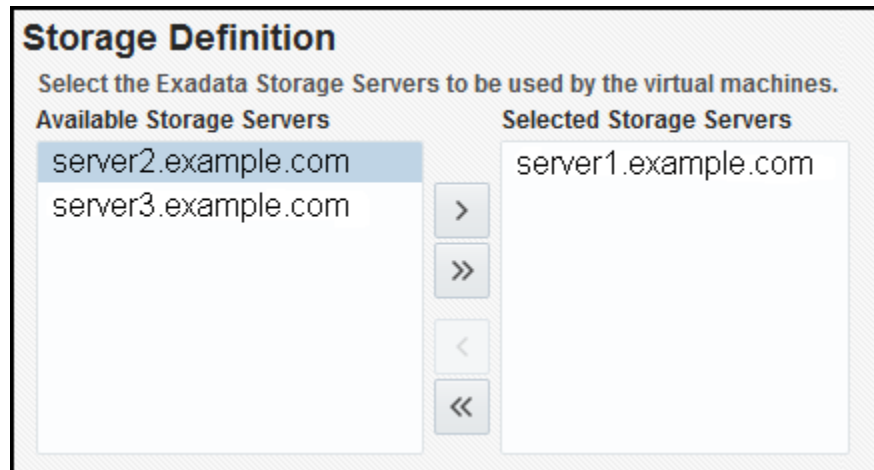 Storage Definition
Select the Exadata Storage Servers to be used by the virtual machines.
Available Storage Servers
server2.example.com
server3.example.com
>
>>
<
<<
Selected Storage Servers
server1.example.com